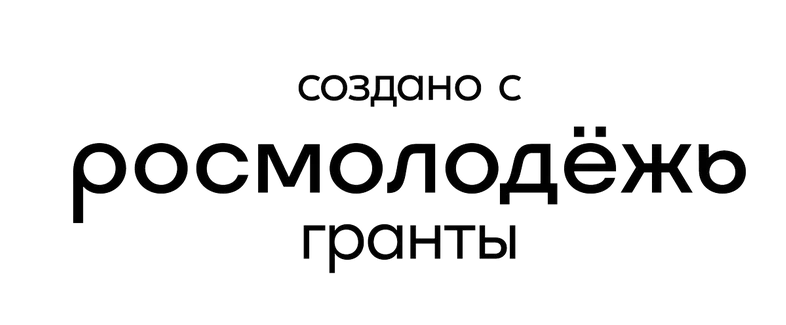 создано с
росмолодёжь
гранты